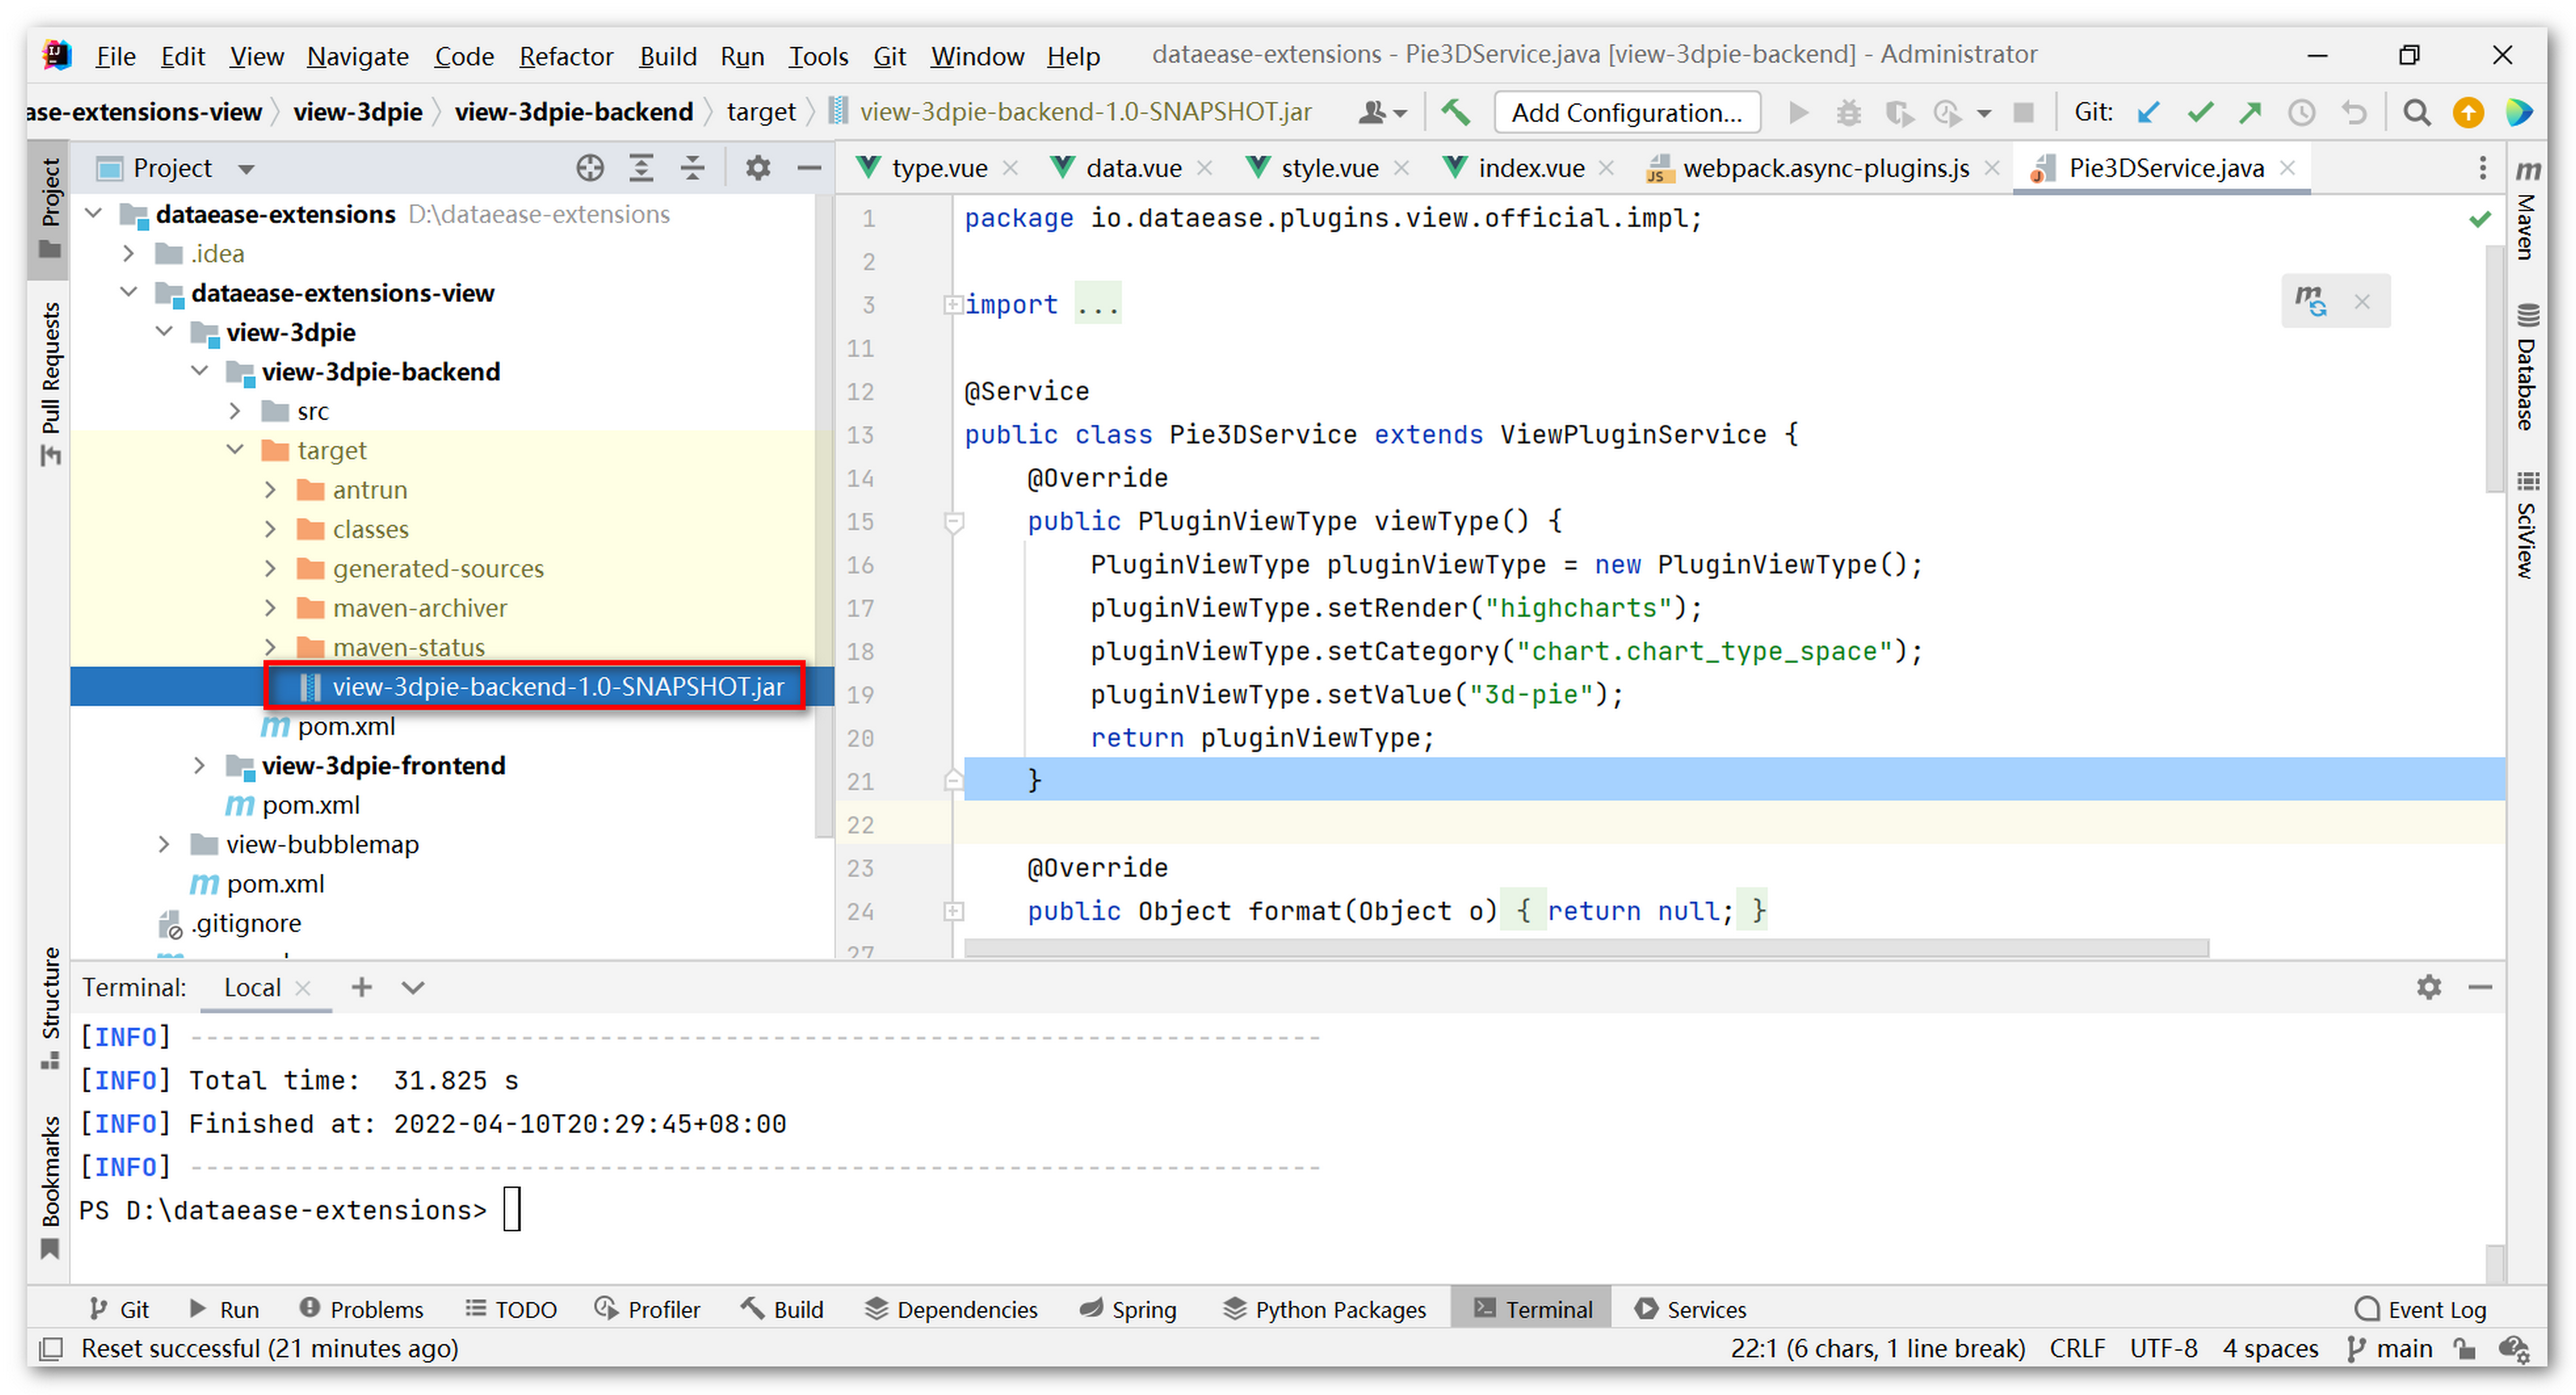 File Edit View Navigate Code Refactor Build Run Tools Git Window Help dataease-extensions - Pie3DService.java [view-3dpie-backend] - Administrator
ase-extensions-view view-3dpie view-3dpie-backend target view-3dpie-backend-1.0-SNAPSHOT.jar Add Configuration... Git:
Project
type.vue data.vue style.vue index.vue webpack.async-plugins.js Pie3DService.java
Project
Pull Requests
Structure
Bookmarks
dataease-extensions D:\dataease-extensions
.idea
dataease-extensions-view
view-3dpie
view-3dpie-backend
src
target
antrun
classes
generated-sources
maven-archiver
maven-status
view-3dpie-backend-1.0-SNAPSHOT.jar
pom.xml
view-3dpie-frontend
pom.xml
view-bubblemap
pom.xml
.gitignore
1 package io.dataease.plugins.view.official.impl;
2
3 import ...
11
12 @Service
13 public class Pie3DService extends ViewPluginService {
14 @Override
15 public PluginViewType viewType() {
16 PluginViewType pluginViewType = new PluginViewType();
17 pluginViewType.setRender("highcharts");
18 pluginViewType.setCategory("chart.chart_type_space");
19 pluginViewType.setValue("3d-pie");
20 return pluginViewType;
21 }
22
23 @Override
24 public Object format(Object o) { return null; }
27
Maven
Database
SciView
Terminal: Local
[INFO] ------------------------------------------------------------------------
[INFO] Total time:  31.825 s
[INFO] Finished at: 2022-04-10T20:29:45+08:00
[INFO] ------------------------------------------------------------------------
PS D:\dataease-extensions>
Git Run Problems TODO Profiler Build Dependencies Spring Python Packages Terminal Services Event Log
Reset successful (21 minutes ago) 22:1 (6 chars, 1 line break) CRLF UTF-8 4 spaces main